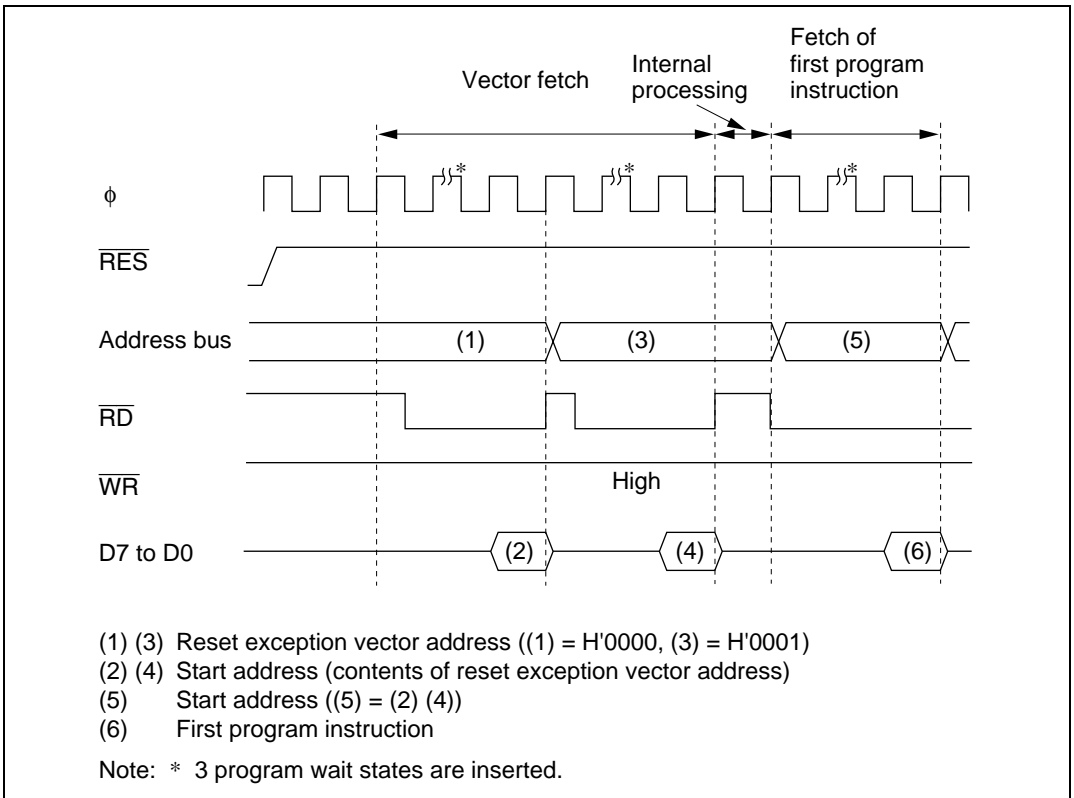 Vector fetch
Internal
processing
Fetch of
first program
instruction
* * *
ϕ
RES
Address bus (1) (3) (5)
RD
WR High
D7 to D0 (2) (4) (6)
(1) (3) Reset exception vector address ((1) = H'0000, (3) = H'0001)
(2) (4) Start address (contents of reset exception vector address)
(5) Start address ((5) = (2) (4))
(6) First program instruction
Note: * 3 program wait states are inserted.